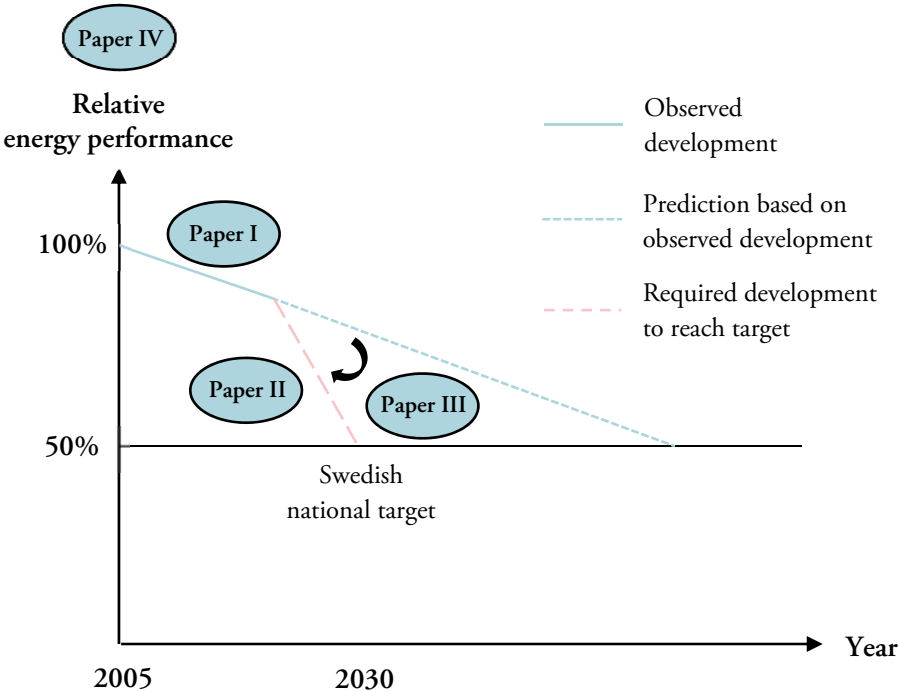 Paper IV
Relative
energy performance
Observed
development
Prediction based on
observed development
Required development
to reach target
100%
Paper I
Paper II
Paper III
50%
Swedish
national target
Year
2005
2030